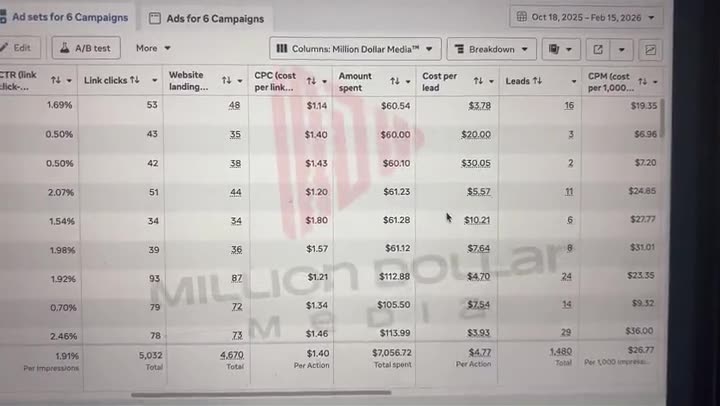 Ad sets for 6 Campaigns Ads for 6 Campaigns Oct 18, 2025 - Feb 15, 2026
Edit A/B test More Columns: Million Dollar Media™ Breakdown
CTR (link click-... Link clicks Website landing... CPC (cost per link... Amount spent Cost per lead Leads CPM (cost per 1,000...
1.69% 53 48 $1.14 $60.54 $3.78 16 $19.35
0.50% 43 35 $1.40 $60.00 $20.00 3 $6.96
0.50% 42 38 $1.43 $60.10 $30.05 2 $7.20
2.07% 51 44 $1.20 $61.23 $5.57 11 $24.85
1.54% 34 34 $1.80 $61.28 $10.21 6 $27.77
1.98% 39 36 $1.57 $61.12 $7.64 8 $31.01
1.92% 93 87 $1.21 $112.88 $4.70 24 $23.35
MILLION DOLLAR
0.70% 79 72 $1.34 $105.50 $7.54 14 $9.32
MEDIA
2.46% 78 73 $1.46 $113.99 $3.93 29 $36.00
1.91% 5,032 4,670 $1.40 $7,056.72 $4.77 1,480 $26.77
Per Impressions Total Total Per Action Total spent Per Action Total Per 1,000 impressi...